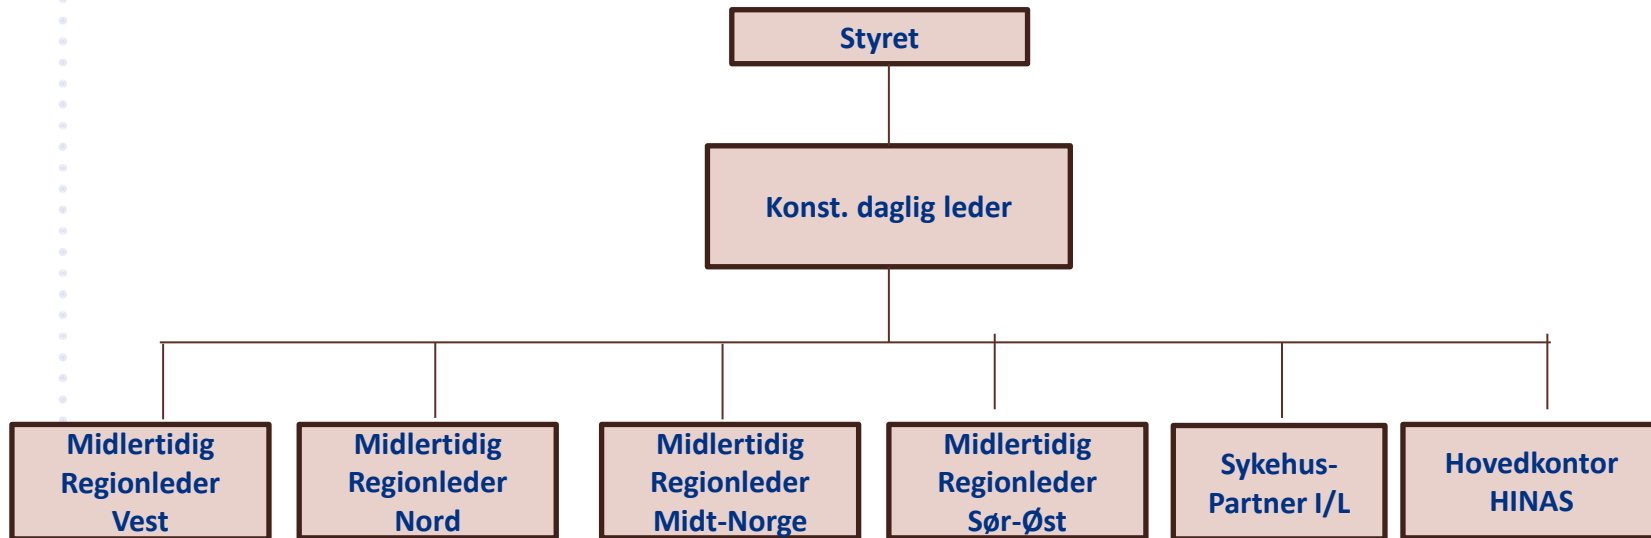 Styret
Konst. daglig leder
Midlertidig
Regionleder
Vest
Midlertidig
Regionleder
Nord
Midlertidig
Regionleder
Midt-Norge
Midlertidig
Regionleder
Sør-Øst
Sykehus-
Partner I/L
Hovedkontor
HINAS